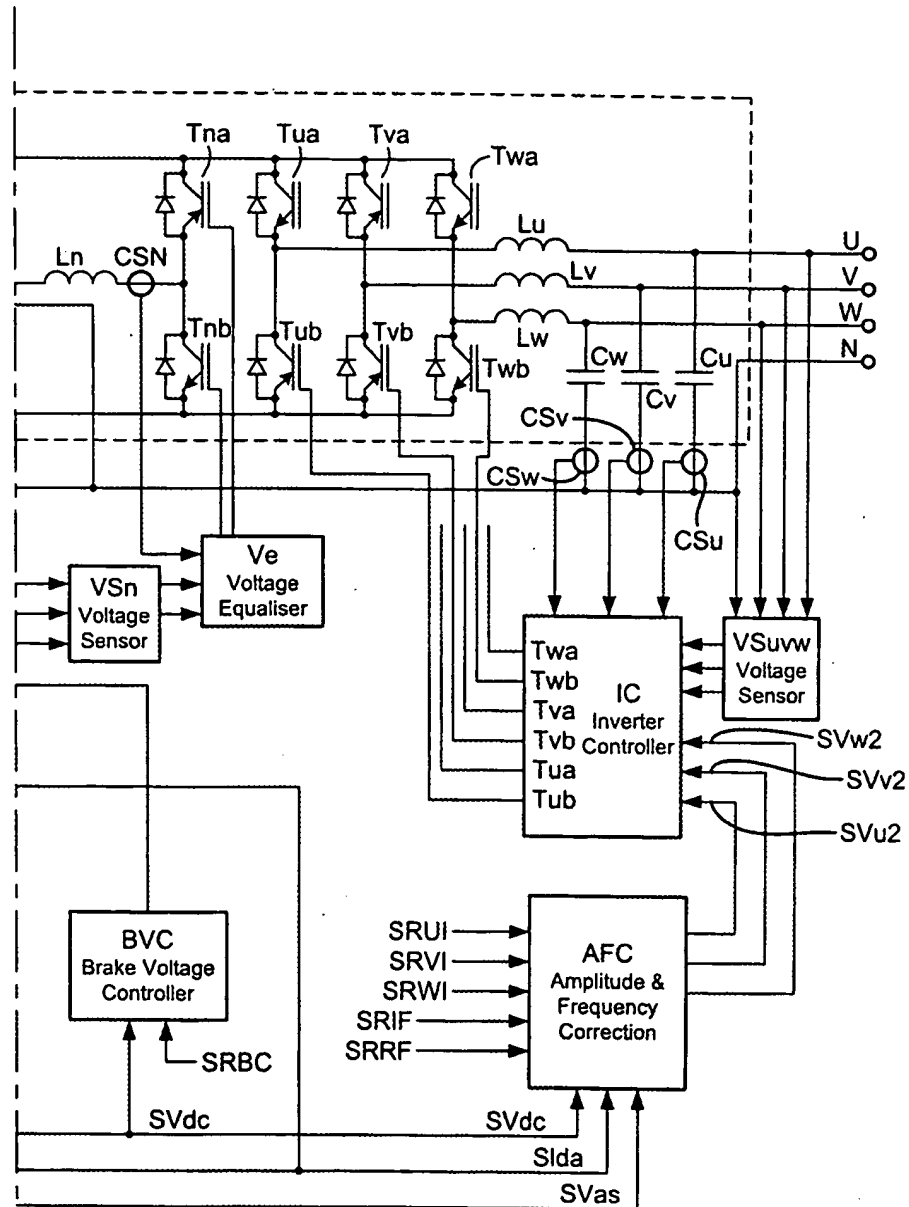 Tna
Tua
Tva
Twa
Ln
CSN
Lu
U
Lv
V
W
Lw
N
Tnb
Tub
Tvb
Twb
Cw
Cu
Cv
CSv
CSw
CSu
Ve
Voltage
Equaliser
VSn
Voltage
Sensor
Twa
Twb
Tva
Tvb
Tua
Tub
IC
Inverter
Controller
VSuvw
Voltage
Sensor
SVw2
SVv2
SVu2
BVC
Brake Voltage
Controller
SRBC
SRUI
SRVI
SRWI
SRIF
SRRF
AFC
Amplitude &
Frequency
Correction
SVdc
SVdc
SIda
SVas